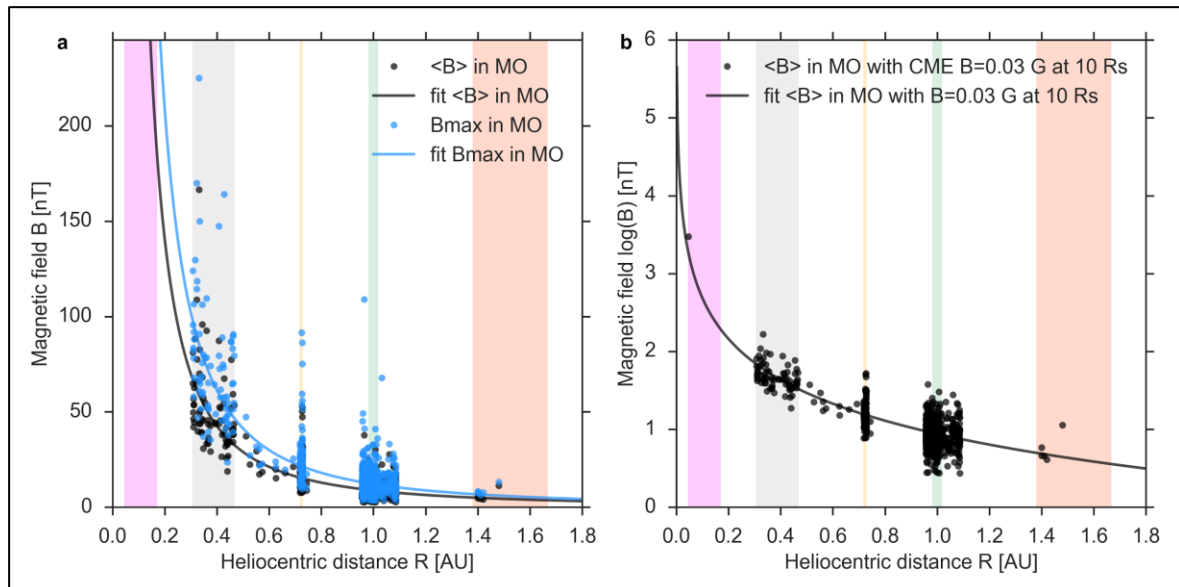 a
<B> in MO
fit <B> in MO
Bmax in MO
fit Bmax in MO
Magnetic field B [nT]
200
150
100
50
0
0.0 0.2 0.4 0.6 0.8 1.0 1.2 1.4 1.6 1.8
Heliocentric distance R [AU]
b
<B> in MO with CME B=0.03 G at 10 Rs
fit <B> in MO with B=0.03 G at 10 Rs
Magnetic field log(B) [nT]
6
5
4
3
2
1
0
0.0 0.2 0.4 0.6 0.8 1.0 1.2 1.4 1.6 1.8
Heliocentric distance R [AU]